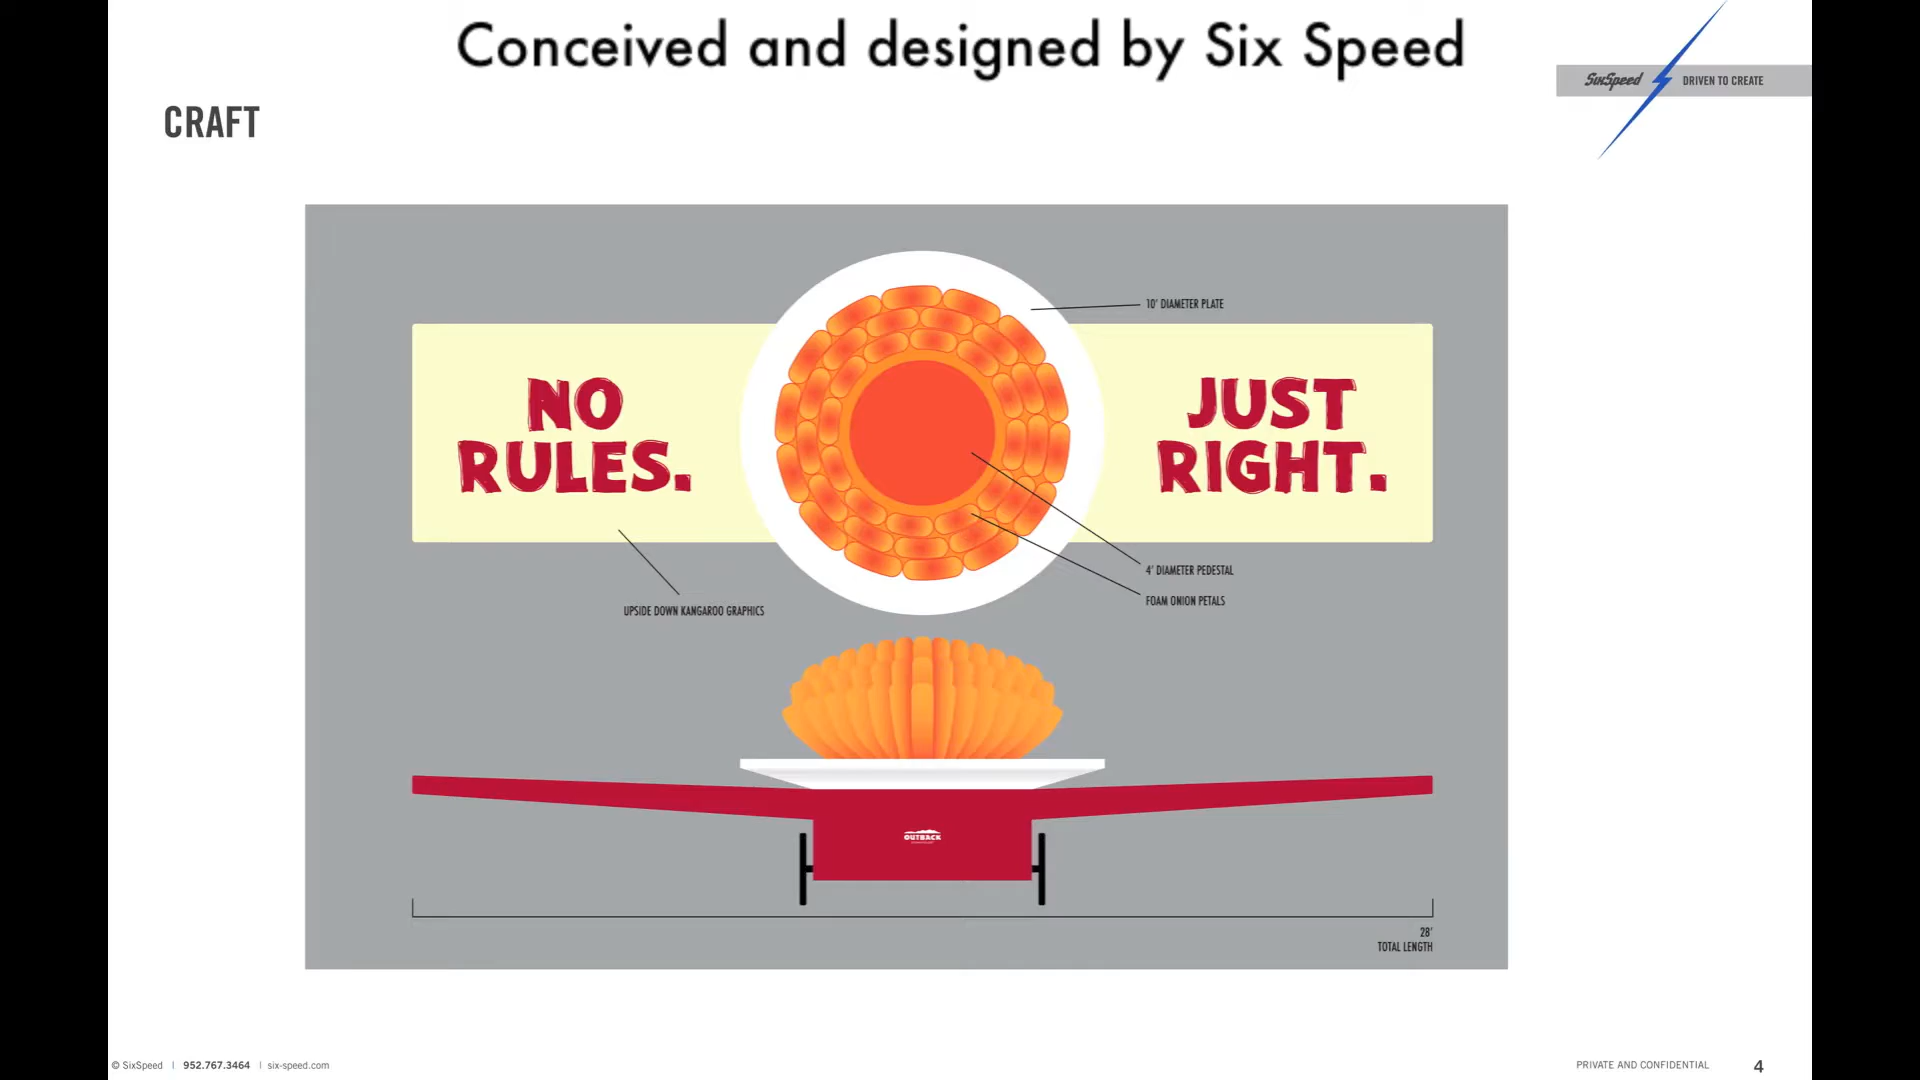 Conceived and designed by Six Speed
SixSpeed DRIVEN TO CREATE
CRAFT
10' DIAMETER PLATE
NO
RULES.
JUST
RIGHT.
4' DIAMETER PEDESTAL
FOAM ONION PETALS
UPSIDE DOWN KANGAROO GRAPHICS
OUTBACK
28'
TOTAL LENGTH
© SixSpeed | 952.767.3464 | six-speed.com
PRIVATE AND CONFIDENTIAL 4